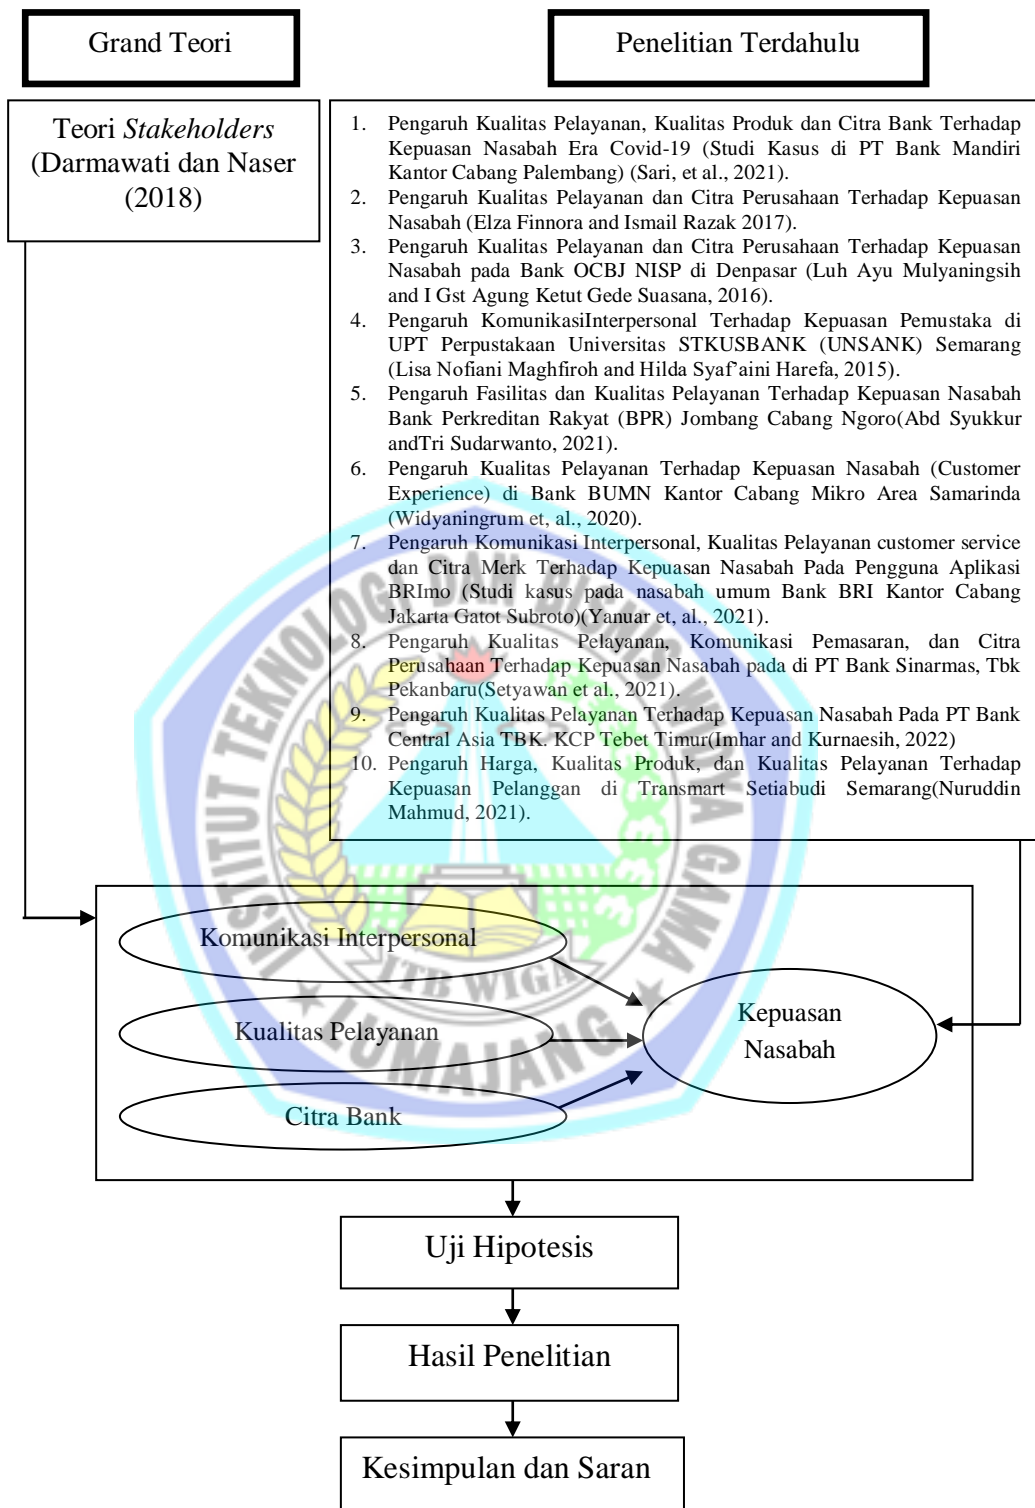 Grand Teori
Penelitian Terdahulu
Teori Stakeholders
(Darmawati dan Naser
(2018)
1. Pengaruh Kualitas Pelayanan, Kualitas Produk dan Citra Bank Terhadap
Kepuasan Nasabah Era Covid-19 (Studi Kasus di PT Bank Mandiri
Kantor Cabang Palembang) (Sari, et al., 2021).
2. Pengaruh Kualitas Pelayanan dan Citra Perusahaan Terhadap Kepuasan
Nasabah (Elza Finnora and Ismail Razak 2017).
3. Pengaruh Kualitas Pelayanan dan Citra Perusahaan Terhadap Kepuasan
Nasabah pada Bank OCBJ NISP di Denpasar (Luh Ayu Mulyaningsih
and I Gst Agung Ketut Gede Suasana, 2016).
4. Pengaruh KomunikasiInterpersonal Terhadap Kepuasan Pemustaka di
UPT Perpustakaan Universitas STKUSBANK (UNSANK) Semarang
(Lisa Nofiani Maghfiroh and Hilda Syaf’aini Harefa, 2015).
5. Pengaruh Fasilitas dan Kualitas Pelayanan Terhadap Kepuasan Nasabah
Bank Perkreditan Rakyat (BPR) Jombang Cabang Ngoro(Abd Syukkur
andTri Sudarwanto, 2021).
6. Pengaruh Kualitas Pelayanan Terhadap Kepuasan Nasabah (Customer
Experience) di Bank BUMN Kantor Cabang Mikro Area Samarinda
(Widyaningrum et, al., 2020).
7. Pengaruh Komunikasi Interpersonal, Kualitas Pelayanan customer service
dan Citra Merk Terhadap Kepuasan Nasabah Pada Pengguna Aplikasi
BRImo (Studi kasus pada nasabah umum Bank BRI Kantor Cabang
Jakarta Gatot Subroto)(Yanuar et, al., 2021).
8. Pengaruh Kualitas Pelayanan, Komunikasi Pemasaran, dan Citra
Perusahaan Terhadap Kepuasan Nasabah pada di PT Bank Sinarmas, Tbk
Pekanbaru(Setyawan et al., 2021).
9. Pengaruh Kualitas Pelayanan Terhadap Kepuasan Nasabah Pada PT Bank
Central Asia TBK. KCP Tebet Timur(Imhar and Kurnaesih, 2022)
10. Pengaruh Harga, Kualitas Produk, dan Kualitas Pelayanan Terhadap
Kepuasan Pelanggan di Transmart Setiabudi Semarang(Nuruddin
Mahmud, 2021).
INSTITUT TEKNOLOGI DAN BISNIS WIDYA GAMA
ITB WIGA
LUMAJANG
Komunikasi Interpersonal
Kualitas Pelayanan
Citra Bank
Kepuasan
Nasabah
Uji Hipotesis
Hasil Penelitian
Kesimpulan dan Saran